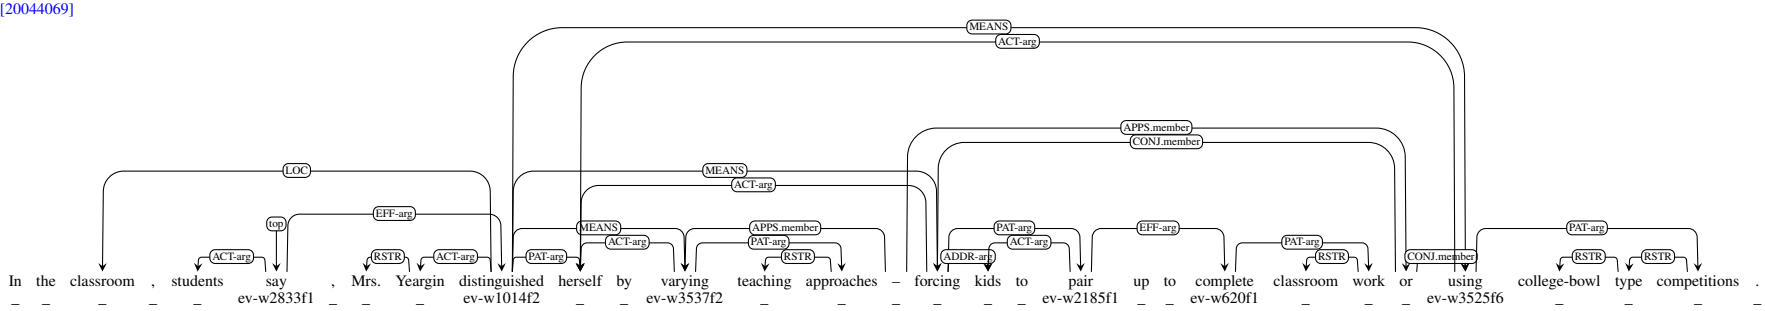 [20044069]
MEANS
ACT-arg
APPS.member
CONJ.member
LOC MEANS
ACT-arg
EFF-arg
top MEANS APPS.member PAT-arg EFF-arg PAT-arg
ACT-arg PAT-arg ACT-arg PAT-arg
ACT-arg RSTR ACT-arg PAT-arg RSTR ADDR-arg RSTR CONJ.member RSTR RSTR
In the classroom , students say , Mrs. Yeargin distinguished herself by varying teaching approaches – forcing kids to pair up to complete classroom work or using college-bowl type competitions .
_ _ _ _ _ ev-w2833f1 _ _ _ ev-w1014f2 _ _ ev-w3537f2 _ _ _ _ _ _ ev-w2185f1 _ _ ev-w620f1 _ _ _ ev-w3525f6 _ _ _ _